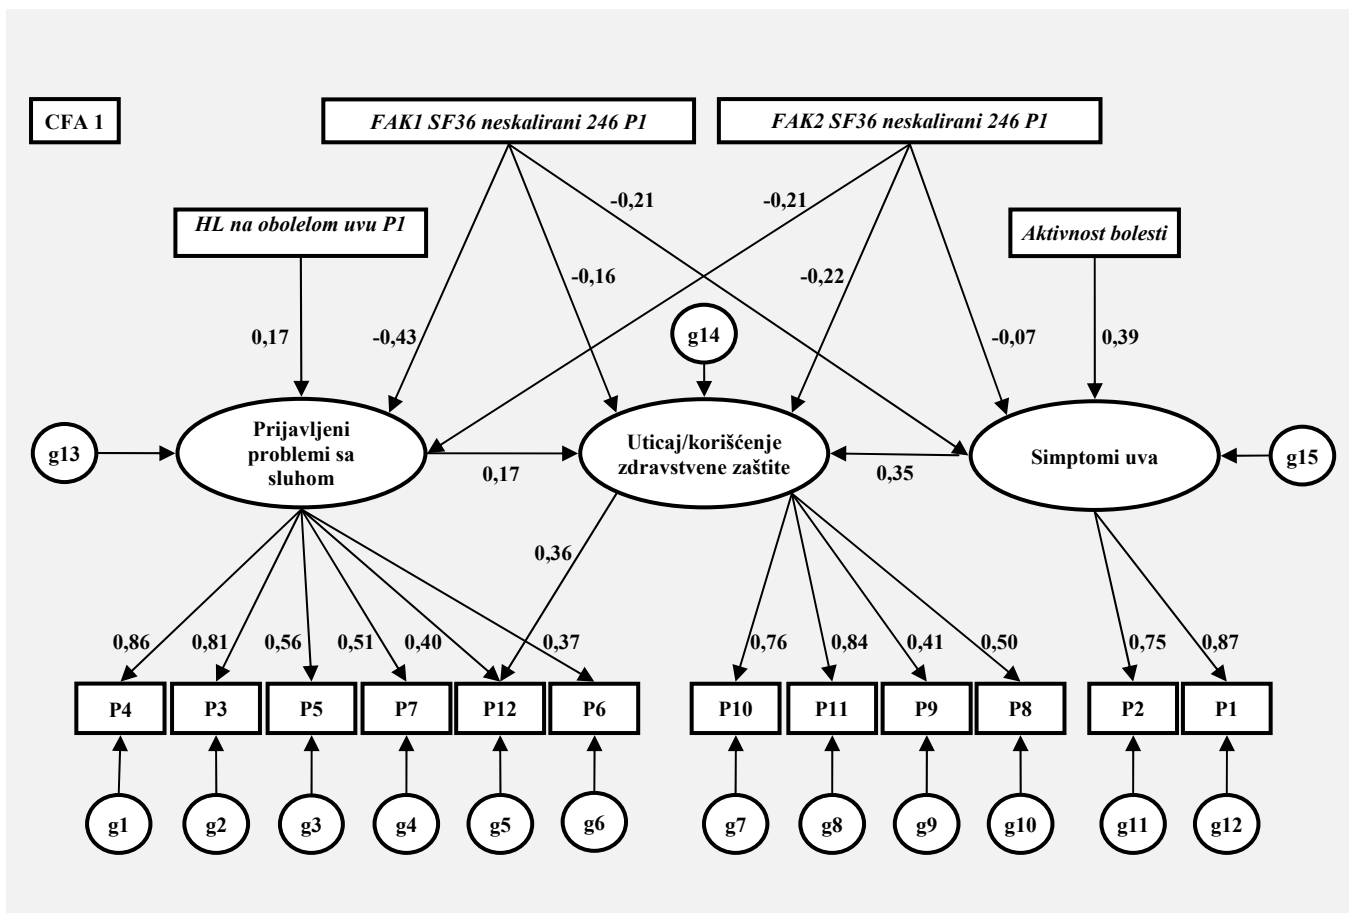 CFA 1
FAK1 SF36 neskalirani 246 P1
FAK2 SF36 neskalirani 246 P1
HL na obolelom uvu P1
Aktivnost bolesti
-0,21
-0,21
-0,16
-0,22
0,17
-0,43
g14
-0,07
0,39
g13
Prijavljeni
problemi sa
sluhom
Uticaj/korišćenje
zdravstvene zaštite
Simptomi uva
g15
0,17
0,35
0,36
0,86
0,81
0,56
0,51
0,40
0,37
0,76
0,84
0,41
0,50
0,75
0,87
P4
P3
P5
P7
P12
P6
P10
P11
P9
P8
P2
P1
g1
g2
g3
g4
g5
g6
g7
g8
g9
g10
g11
g12